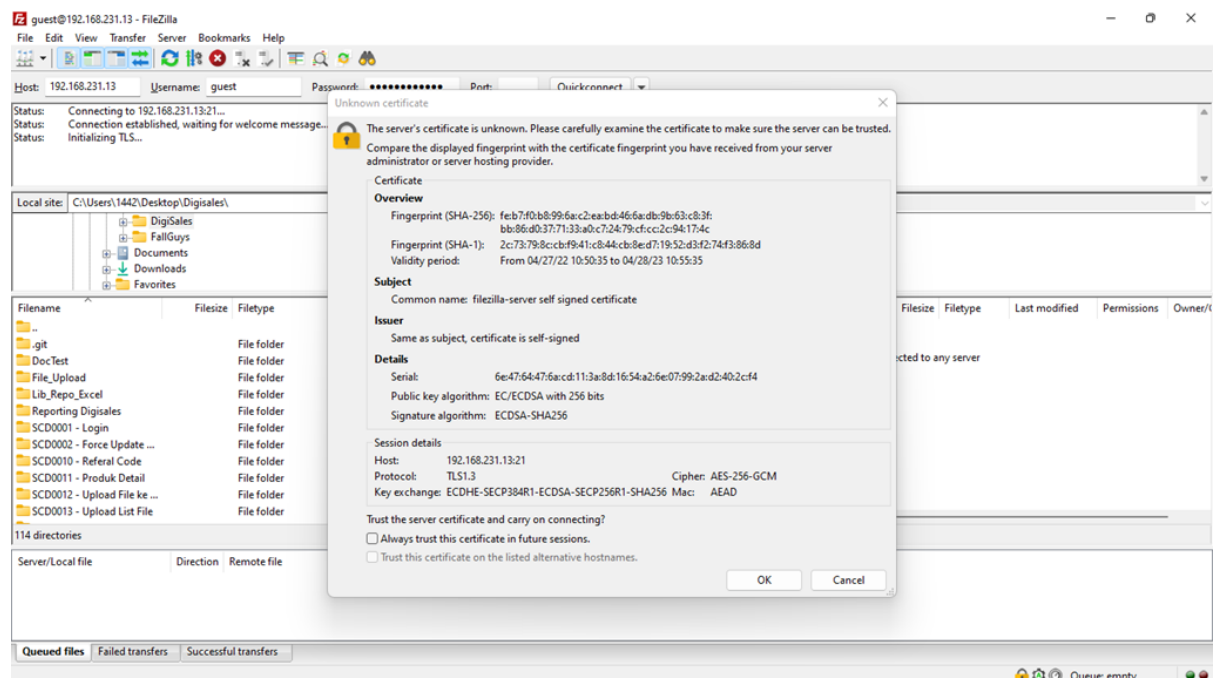 guest@192.168.231.13 - FileZilla
File Edit View Transfer Server Bookmarks Help
Host: 192.168.231.13 Username: guest Password: ●●●●●●●●●●●● Port: Quickconnect
Status: Connecting to 192.168.231.13:21...
Status: Connection established, waiting for welcome message...
Status: Initializing TLS...
Local site: C:\Users\1442\Desktop\Digisales\
DigiSales
FallGuys
Documents
Downloads
Favorites
Filename Filesize Filetype
..
.git File folder
DocTest File folder
File_Upload File folder
Lib_Repo_Excel File folder
Reporting Digisales File folder
SCD0001 - Login File folder
SCD0002 - Force Update ... File folder
SCD0010 - Referal Code File folder
SCD0011 - Produk Detail File folder
SCD0012 - Upload File ke ... File folder
SCD0013 - Upload List File File folder
114 directories
Server/Local file Direction Remote file
Queued files Failed transfers Successful transfers
Unknown certificate
The server's certificate is unknown. Please carefully examine the certificate to make sure the server can be trusted.
Compare the displayed fingerprint with the certificate fingerprint you have received from your server
administrator or server hosting provider.
Certificate
Overview
Fingerprint (SHA-256): fe:b7:f0:b8:99:6a:c2:ea:bd:46:6a:db:9b:63:c8:3f:
bb:86:d0:37:71:33:a0:c7:24:79:cf:cc:2c:94:17:4c
Fingerprint (SHA-1): 2c:73:79:8c:cb:f9:41:c8:44:cb:8e:d7:19:52:d3:f2:74:f3:86:8d
Validity period: From 04/27/22 10:50:35 to 04/28/23 10:55:35
Subject
Common name: filezilla-server self signed certificate
Issuer
Same as subject, certificate is self-signed
Details
Serial: 6e:47:64:47:6a:cd:11:3a:8d:16:54:a2:6e:07:99:2a:d2:40:2c:f4
Public key algorithm: EC/ECDSA with 256 bits
Signature algorithm: ECDSA-SHA256
Session details
Host: 192.168.231.13:21
Protocol: TLS1.3 Cipher: AES-256-GCM
Key exchange: ECDHE-SECP384R1-ECDSA-SECP256R1-SHA256 Mac: AEAD
Trust the server certificate and carry on connecting?
Always trust this certificate in future sessions.
Trust this certificate on the listed alternative hostnames.
OK Cancel
Filesize Filetype Last modified Permissions Owner/
to any server
Queue: empty